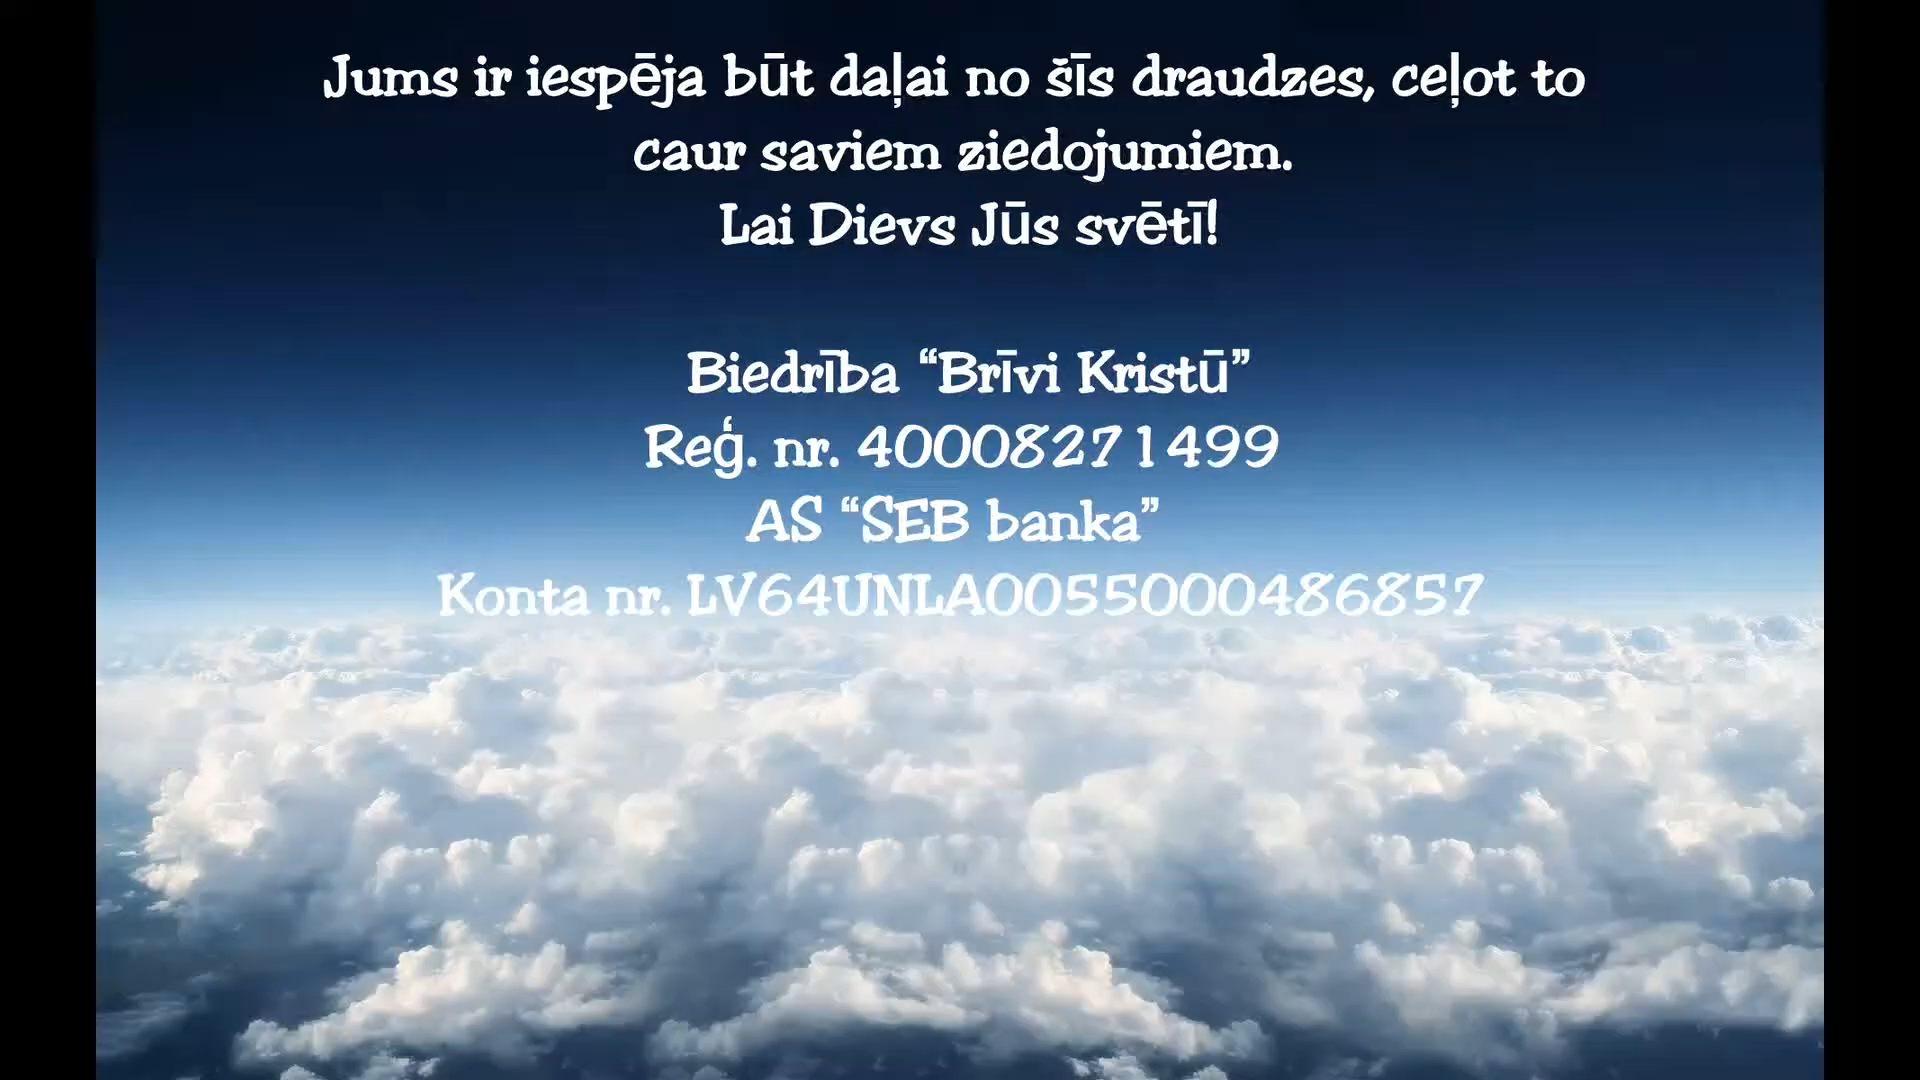 Jums ir iespēja būt daļai no šīs draudzes, ceļot to
caur saviem ziedojumiem.
Lai Dievs Jūs svētī!
Biedrība “Brīvi Kristū”
Reģ. nr. 40008271499
AS “SEB banka”
Konta nr. LV64UNLA0055000486857